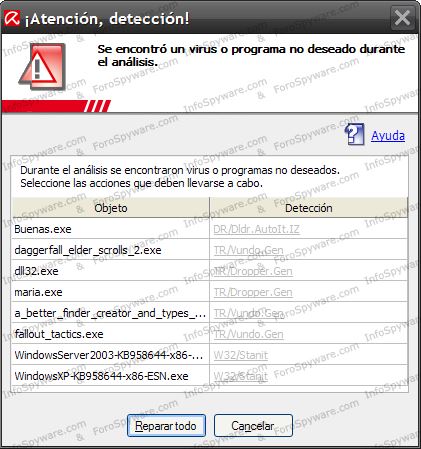 ¡Atención, detección!
Se encontró un virus o programa no deseado durante
el análisis.
Ayuda
Durante el análisis se encontraron virus o programas no deseados.
Seleccione las acciones que deben llevarse a cabo.
Objeto Detección
Buenas.exe DR/Dldr.AutoIt.IZ
daggerfall_elder_scrolls_2.exe TR/Vundo.Gen
dll32.exe TR/Dropper.Gen
maria.exe TR/Dropper.Gen
a_better_finder_creator_and_types_... TR/Vundo.Gen
fallout_tactics.exe TR/Vundo.Gen
WindowsServer2003-KB958644-x86-... W32/Stanit
WindowsXP-KB958644-x86-ESN.exe W32/Stanit
Reparar todo Cancelar
InfoSpyware.com & ForoSpyware.com